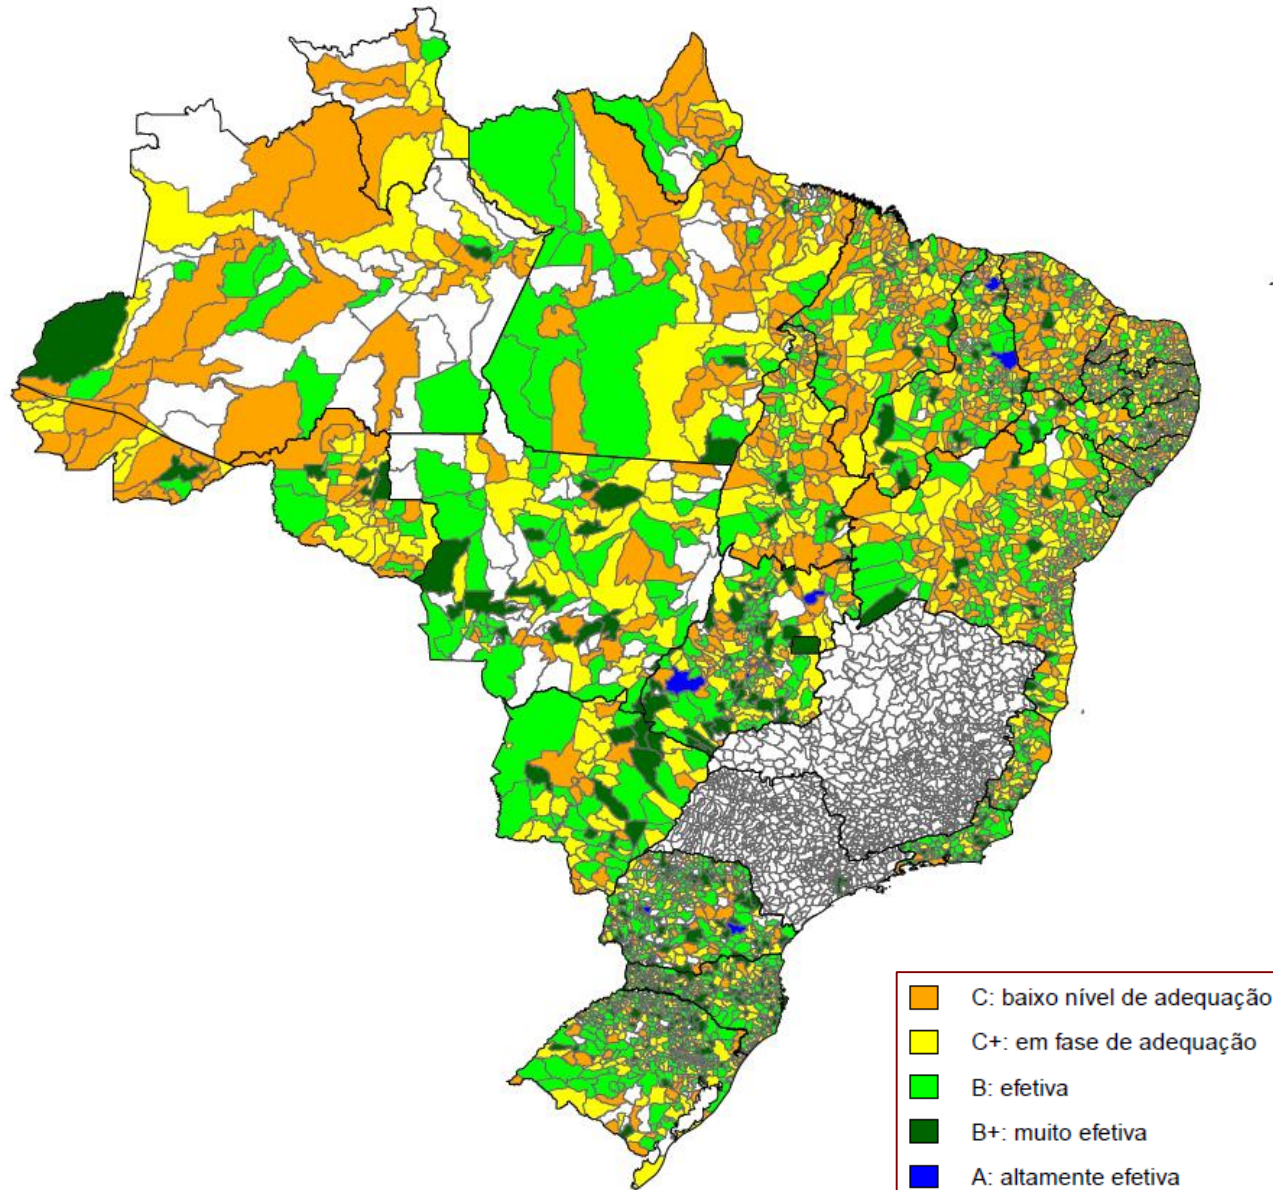 C: baixo nível de adequação
C+: em fase de adequação
B: efetiva
B+: muito efetiva
A: altamente efetiva